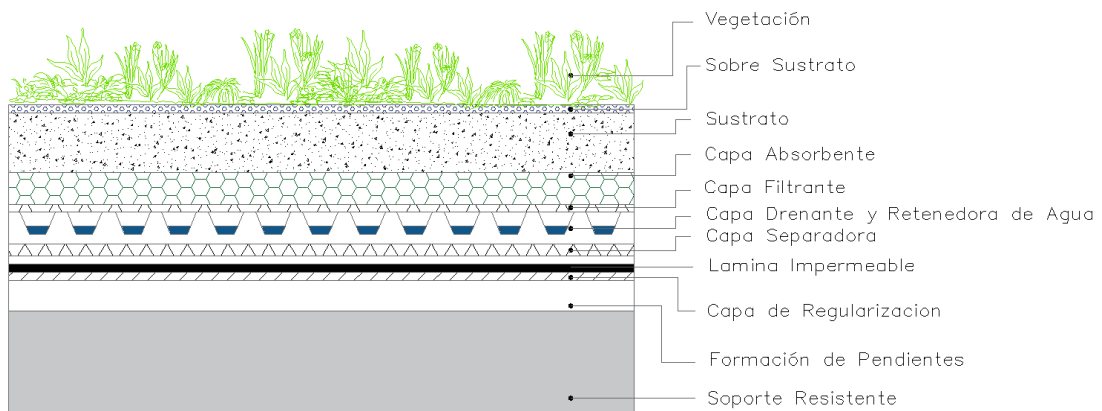 Vegetación
Sobre Sustrato
Sustrato
Capa Absorbente
Capa Filtrante
Capa Drenante y Retenedora de Agua
Capa Separadora
Lamina Impermeable
Capa de Regularizacion
Formación de Pendientes
Soporte Resistente